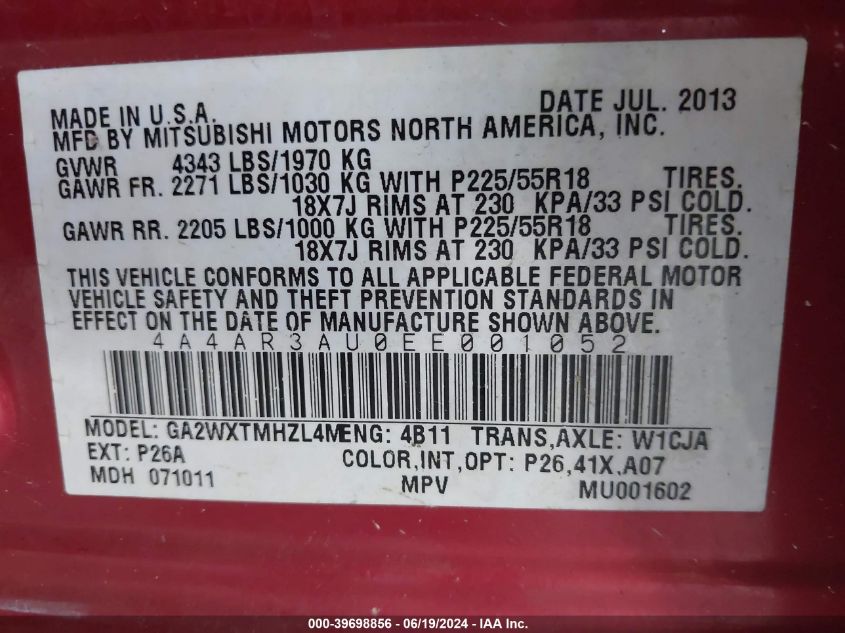 MADE IN U.S.A. DATE JUL. 2013
MFD BY MITSUBISHI MOTORS NORTH AMERICA, INC.
GVWR 4343 LBS/1970 KG
GAWR FR. 2271 LBS/1030 KG WITH P225/55R18 TIRES.
18X7J RIMS AT 230 KPA/33 PSI COLD.
GAWR RR. 2205 LBS/1000 KG WITH P225/55R18 TIRES.
18X7J RIMS AT 230 KPA/33 PSI COLD.
THIS VEHICLE CONFORMS TO ALL APPLICABLE FEDERAL MOTOR
VEHICLE SAFETY AND THEFT PREVENTION STANDARDS IN
EFFECT ON THE DATE OF MANUFACTURE SHOWN ABOVE.
4A4AR3AU0EE001052
MODEL: GA2WXTMHZL4MENG: 4B11 TRANS,AXLE: W1CJA
EXT: P26A COLOR,INT,OPT: P26,41X,A07
MDH 071011 MPV MU001602
000-39698856 - 06/19/2024 - IAA Inc.